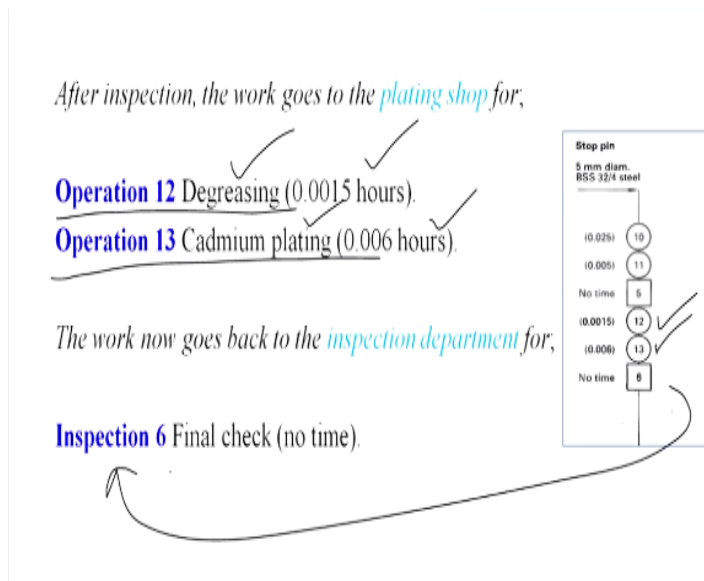 After inspection, the work goes to the plating shop for;
Operation 12 Degreasing (0.0015 hours).
Operation 13 Cadmium plating (0.006 hours).
The work now goes back to the inspection department for;
Inspection 6 Final check (no time).
Stop pin
5 mm diam.
BSS 32/4 steel
(0.025) 10
(0.005) 11
No time 5
(0.0015) 12
(0.006) 13
No time 6